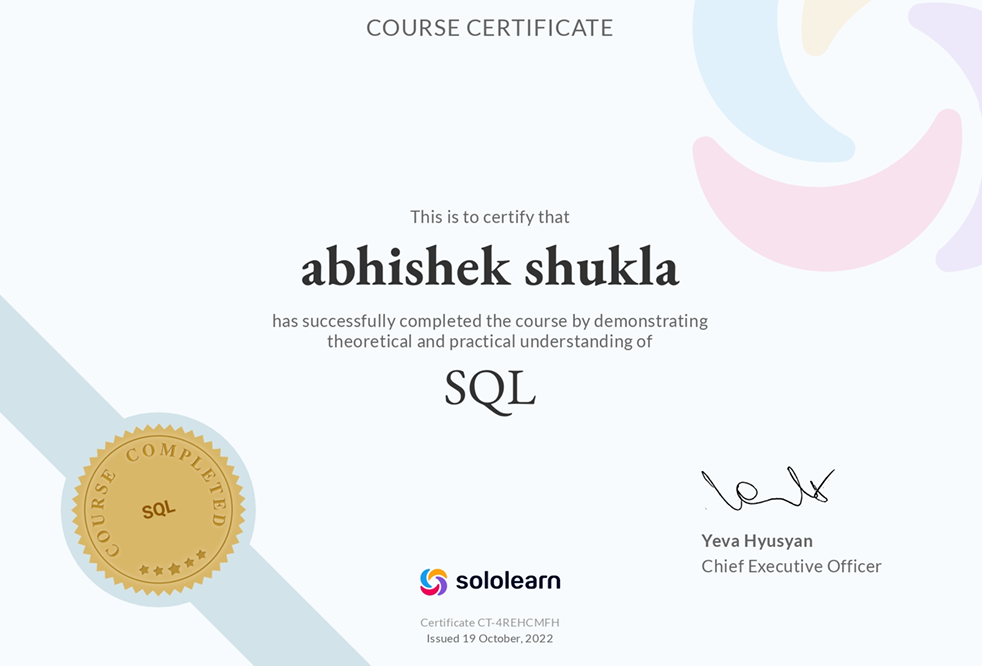 COURSE CERTIFICATE
This is to certify that
abhishek shukla
has successfully completed the course by demonstrating
theoretical and practical understanding of
SQL
COURSE COMPLETED
SQL
Yeva Hyusyan
Chief Executive Officer
sololearn
Certificate CT-4REHCMFH
Issued 19 October, 2022